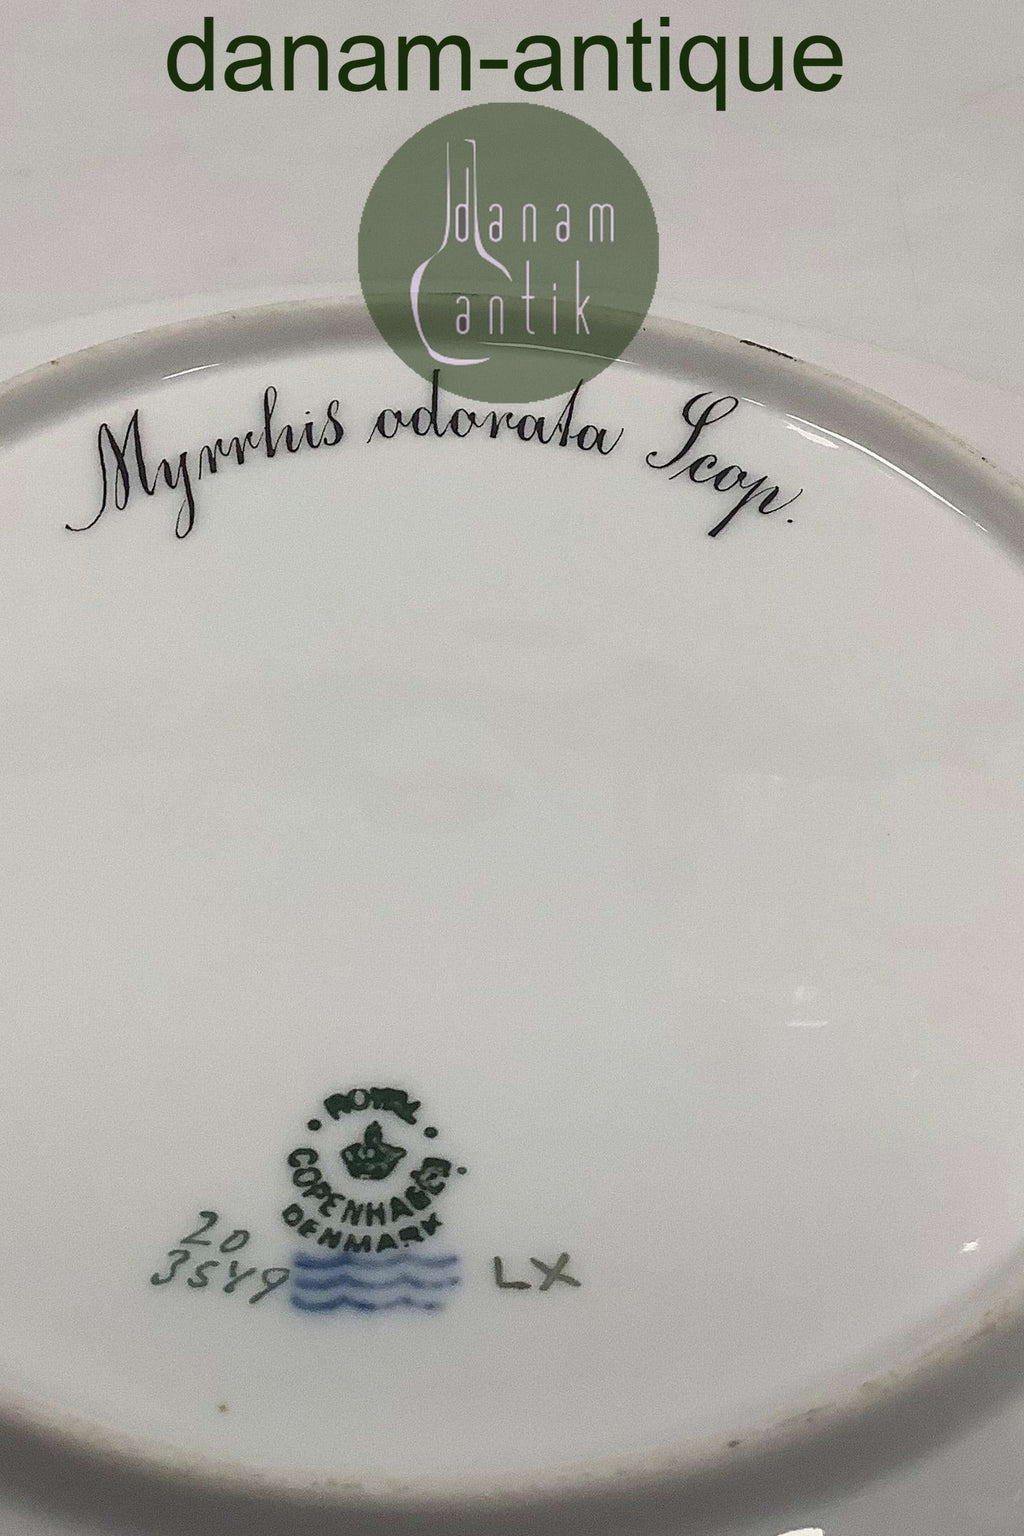 danam-antique
danam
antik
Myrrhis odorata Scop.
ROYAL
COPENHAGEN
DENMARK
20
3549
LX